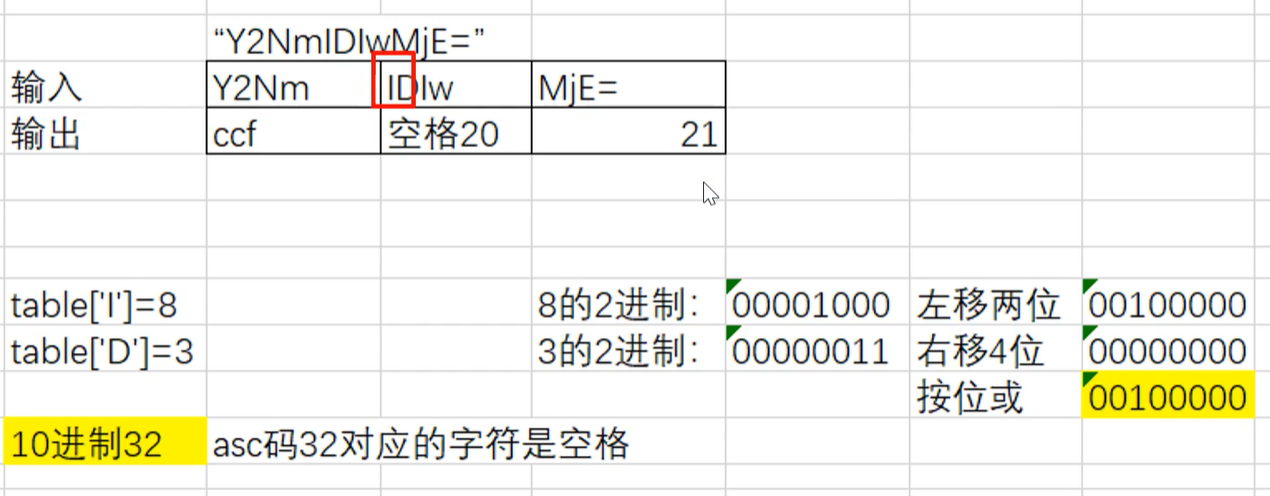 “Y2NmIDIwMjE=”
输入 Y2Nm IDIw MjE=
输出 ccf 空格20 21
table['I']=8 8的2进制： 00001000 左移两位 00100000
table['D']=3 3的2进制： 00000011 右移4位 00000000
按位或 00100000
10进制32 asc码32对应的字符是空格